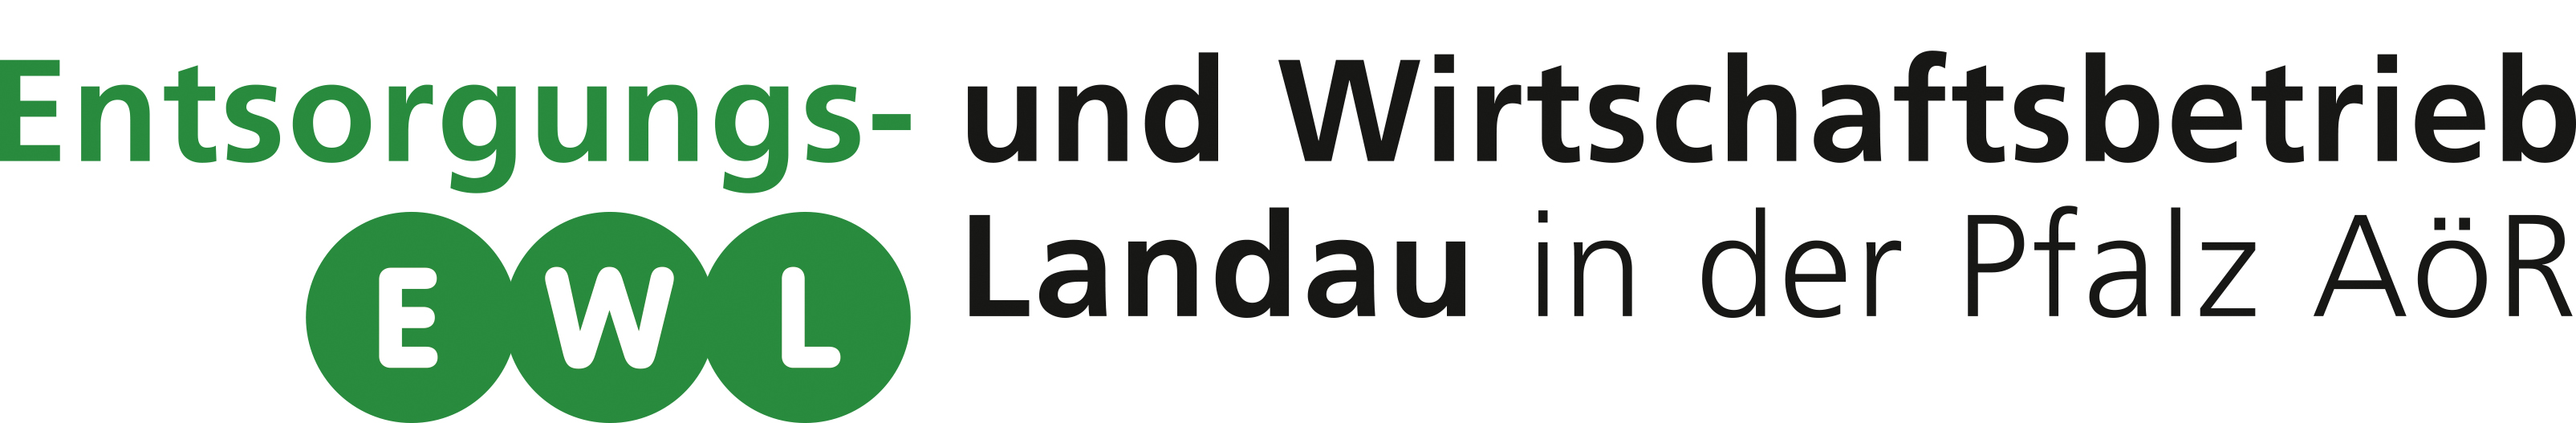 Entsorgungs- und Wirtschaftsbetrieb
EWL Landau in der Pfalz AöR